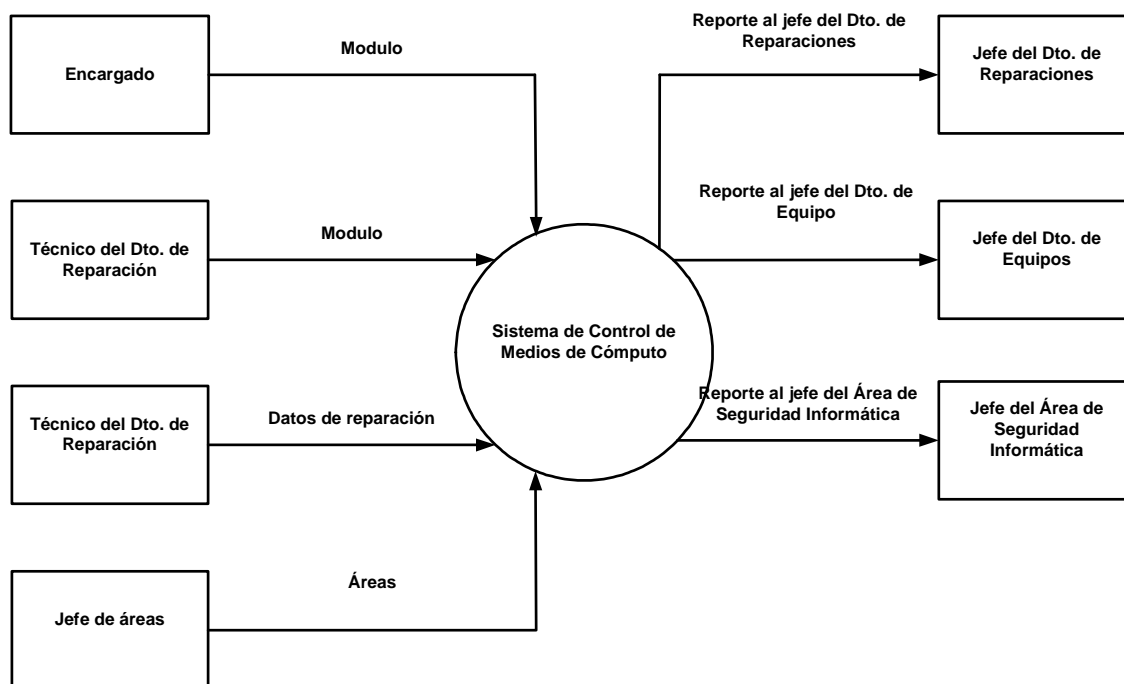 Encargado
Modulo
Reporte al jefe del Dto. de
Reparaciones
Jefe del Dto. de
Reparaciones
Técnico del Dto. de
Reparación
Modulo
Reporte al jefe del Dto. de
Equipo
Jefe del Dto. de
Equipos
Sistema de Control de
Medios de Cómputo
Técnico del Dto. de
Reparación
Datos de reparación
Reporte al jefe del Área de
Seguridad Informática
Jefe del Área de
Seguridad
Informática
Jefe de áreas
Áreas